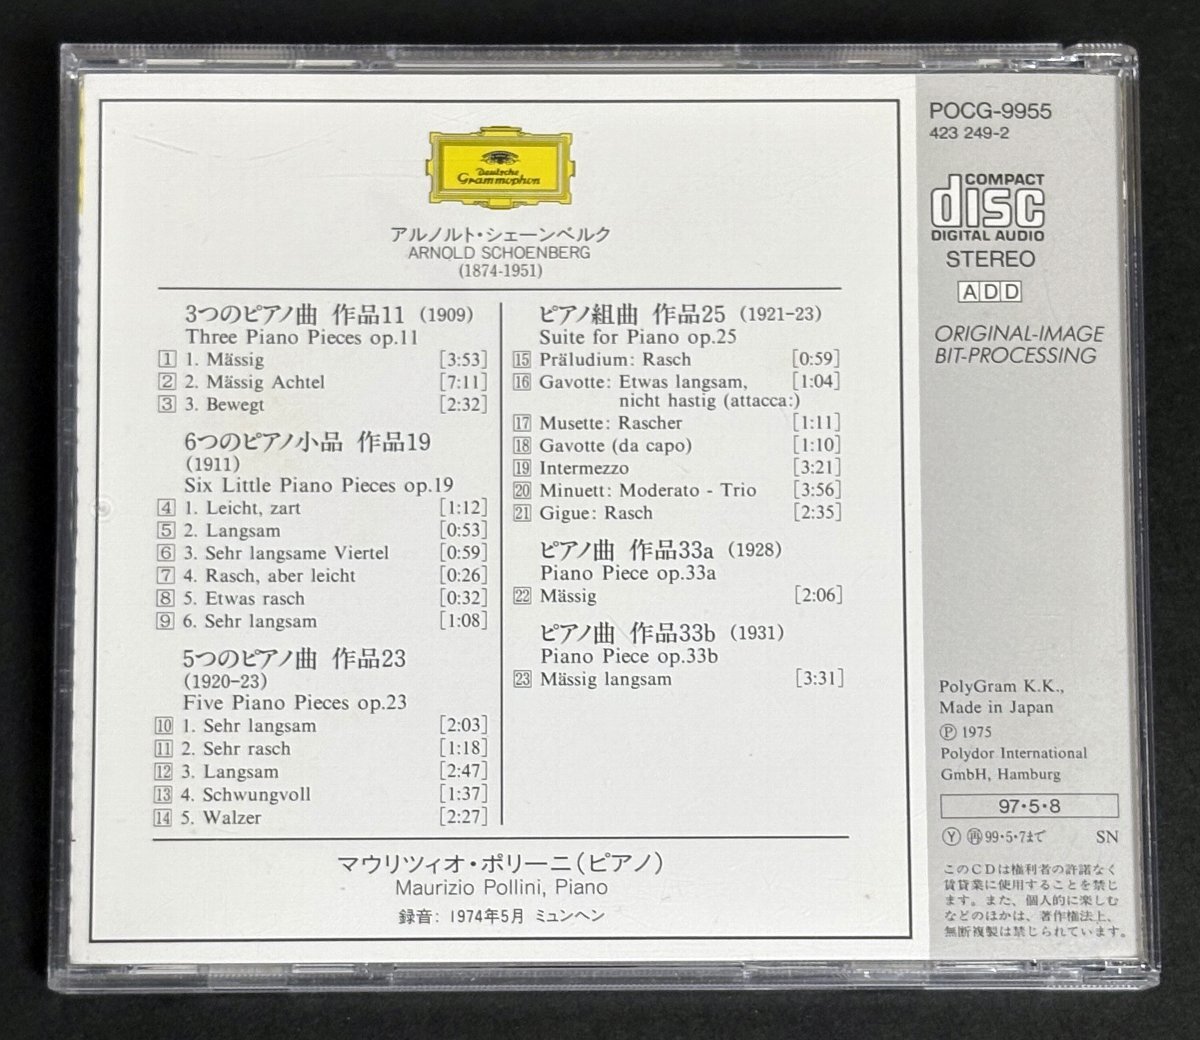 Deutsche
Grammophon
アルノルト・シェーンベルク
ARNOLD SCHOENBERG
(1874-1951)
3つのピアノ曲 作品11 (1909)
Three Piano Pieces op.11
1 1. Mässig [3:53]
2 2. Mässig Achtel [7:11]
3 3. Bewegt [2:32]
6つのピアノ小品 作品19
(1911)
Six Little Piano Pieces op.19
4 1. Leicht, zart [1:12]
5 2. Langsam [0:53]
6 3. Sehr langsame Viertel [0:59]
7 4. Rasch, aber leicht [0:26]
8 5. Etwas rasch [0:32]
9 6. Sehr langsam [1:08]
5つのピアノ曲 作品23
(1920-23)
Five Piano Pieces op.23
10 1. Sehr langsam [2:03]
11 2. Sehr rasch [1:18]
12 3. Langsam [2:47]
13 4. Schwungvoll [1:37]
14 5. Walzer [2:27]
ピアノ組曲 作品25 (1921-23)
Suite for Piano op.25
15 Präludium: Rasch [0:59]
16 Gavotte: Etwas langsam, [1:04]
nicht hastig (attacca:)
17 Musette: Rascher [1:11]
18 Gavotte (da capo) [1:10]
19 Intermezzo [3:21]
20 Minuett: Moderato - Trio [3:56]
21 Gigue: Rasch [2:35]
ピアノ曲 作品33a (1928)
Piano Piece op.33a
22 Mässig [2:06]
ピアノ曲 作品33b (1931)
Piano Piece op.33b
23 Mässig langsam [3:31]
マウリツィオ・ポリーニ(ピアノ)
Maurizio Pollini, Piano
録音: 1974年5月 ミュンヘン
POCG-9955
423 249-2
COMPACT
disc
DIGITAL AUDIO
STEREO
ADD
ORIGINAL-IMAGE
BIT-PROCESSING
PolyGram K.K.,
Made in Japan
Ⓟ 1975
Polydor International
GmbH, Hamburg
97・5・8
Ⓨ ㊢99・5・7まで SN
このCDは権利者の許諾なく
賃貸業に使用することを禁じ
ます。また、個人的に楽しむ
などのほかは、著作権法上、
無断複製は禁じられています。